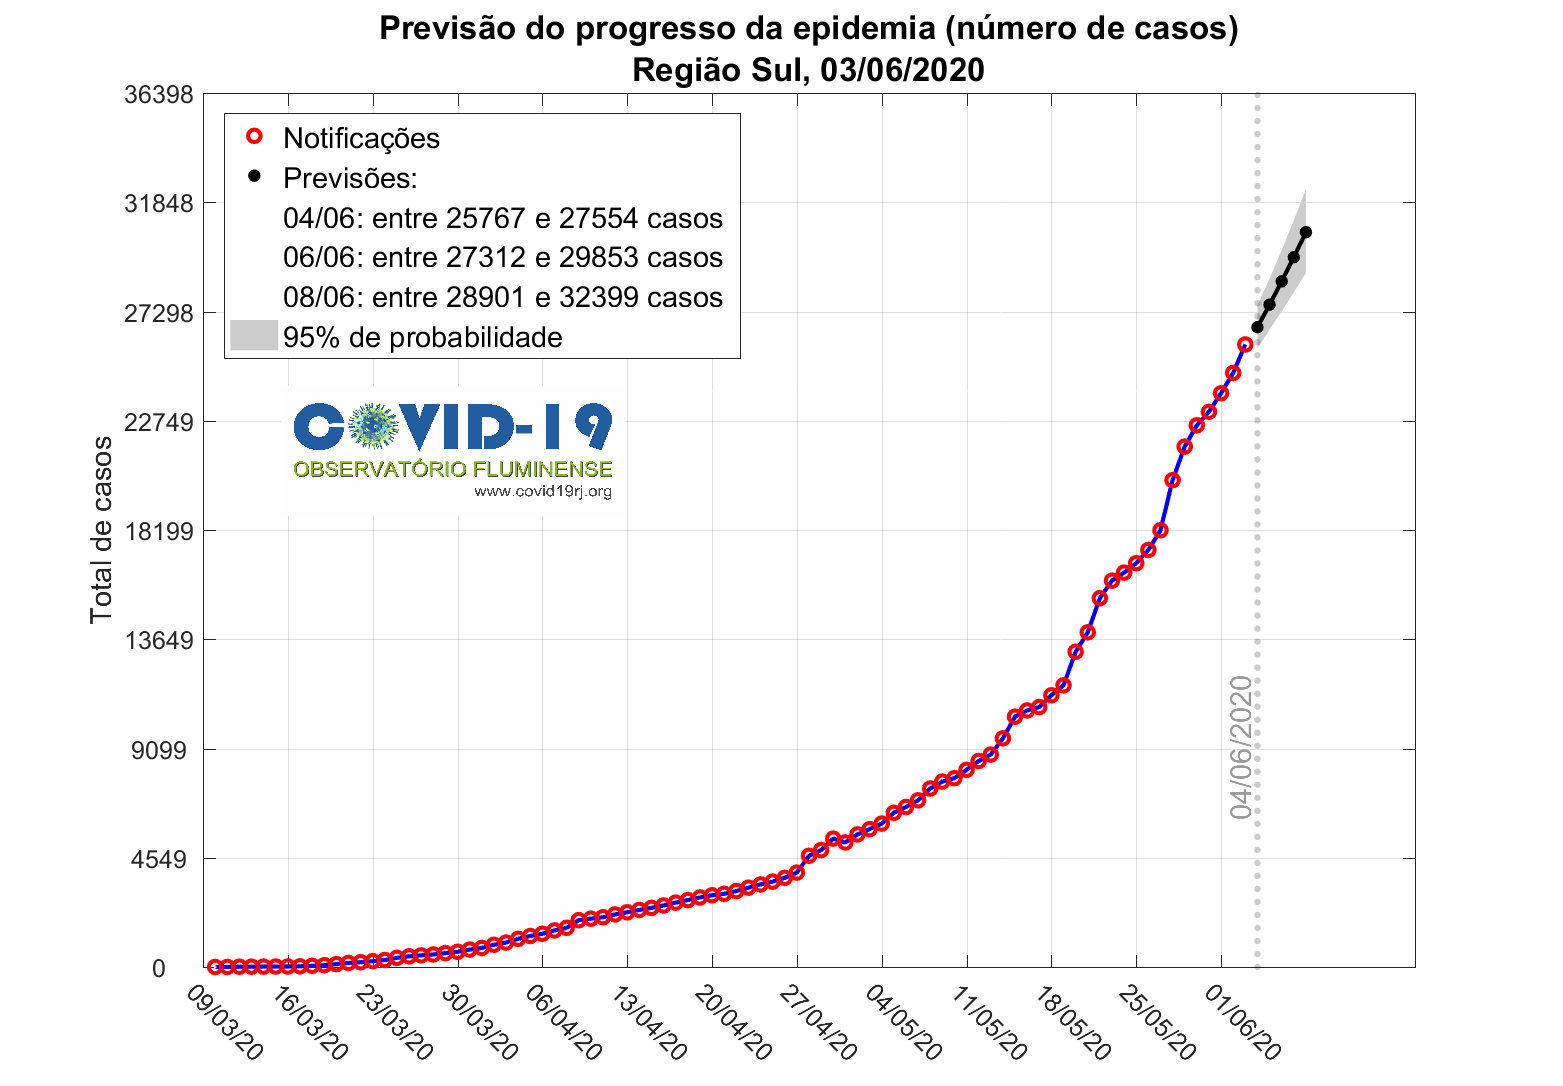 Previsão do progresso da epidemia (número de casos)
Região Sul, 03/06/2020
36398
31848
27298
22749
18199
13649
9099
4549
0
Total de casos
Notificações
Previsões:
04/06: entre 25767 e 27554 casos
06/06: entre 27312 e 29853 casos
08/06: entre 28901 e 32399 casos
95% de probabilidade
COVID-19
OBSERVATÓRIO FLUMINENSE
www.covid19rj.org
04/06/2020
09/03/20
16/03/20
23/03/20
30/03/20
06/04/20
13/04/20
20/04/20
27/04/20
04/05/20
11/05/20
18/05/20
25/05/20
01/06/20